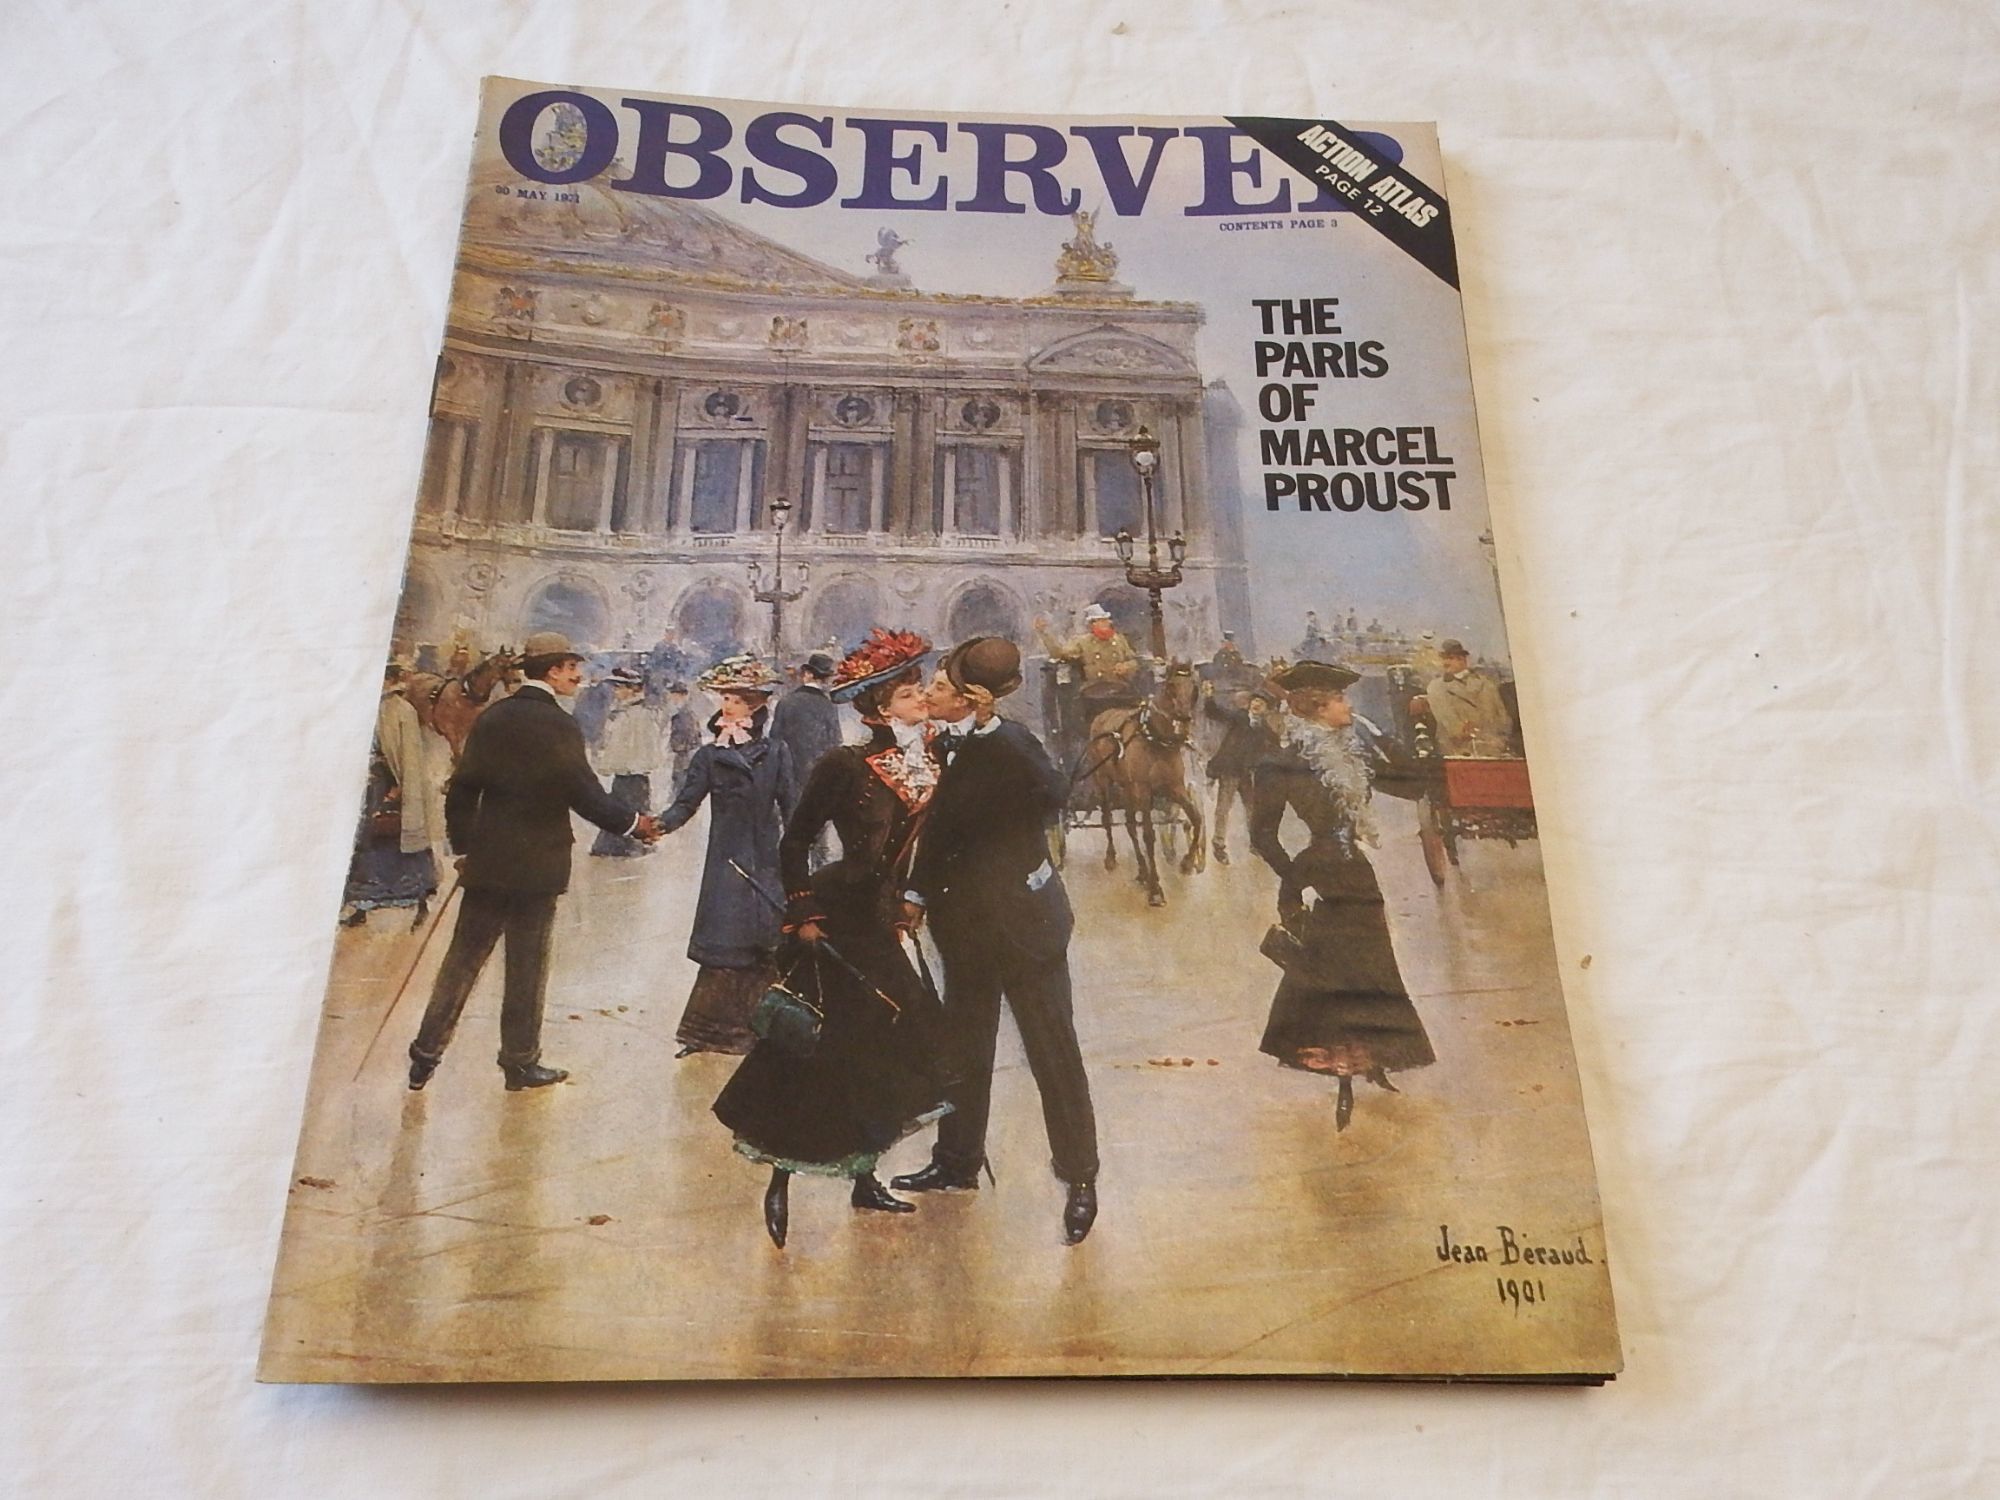 OBSERVER
ACTION ATLAS
PAGE 12
30 MAY 1971
CONTENTS PAGE 3
THE
PARIS
OF
MARCEL
PROUST
Jean Béraud.
1901